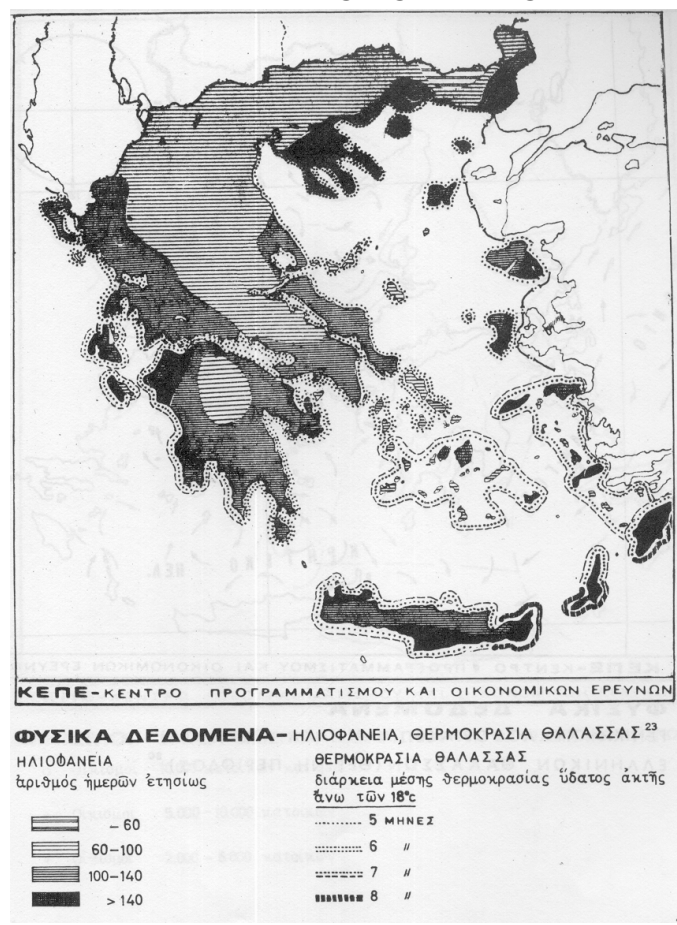 ΚΕΠΕ-ΚΕΝΤΡΟ ΠΡΟΓΡΑΜΜΑΤΙΣΜΟΥ ΚΑΙ ΟΙΚΟΝΟΜΙΚΩΝ ΕΡΕΥΝΩΝ
ΦΥΣΙΚΑ ΔΕΔΟΜΕΝΑ-ΗΛΙΟΦΑΝΕΙΑ, ΘΕΡΜΟΚΡΑΣΙΑ ΘΑΛΑΣΣΑΣ 23
ΗΛΙΟΦΑΝΕΙΑ
ἀριθμός ἡμερῶν ἐτησίως
– 60
60-100
100-140
> 140
ΘΕΡΜΟΚΡΑΣΙΑ ΘΑΛΑΣΣΑΣ
διάρκεια μέσης θερμοκρασίας ὕδατος ἀκτῆς
ἄνω τῶν 18°c
5 ΜΗΝΕΣ
6 "
7 "
8 "